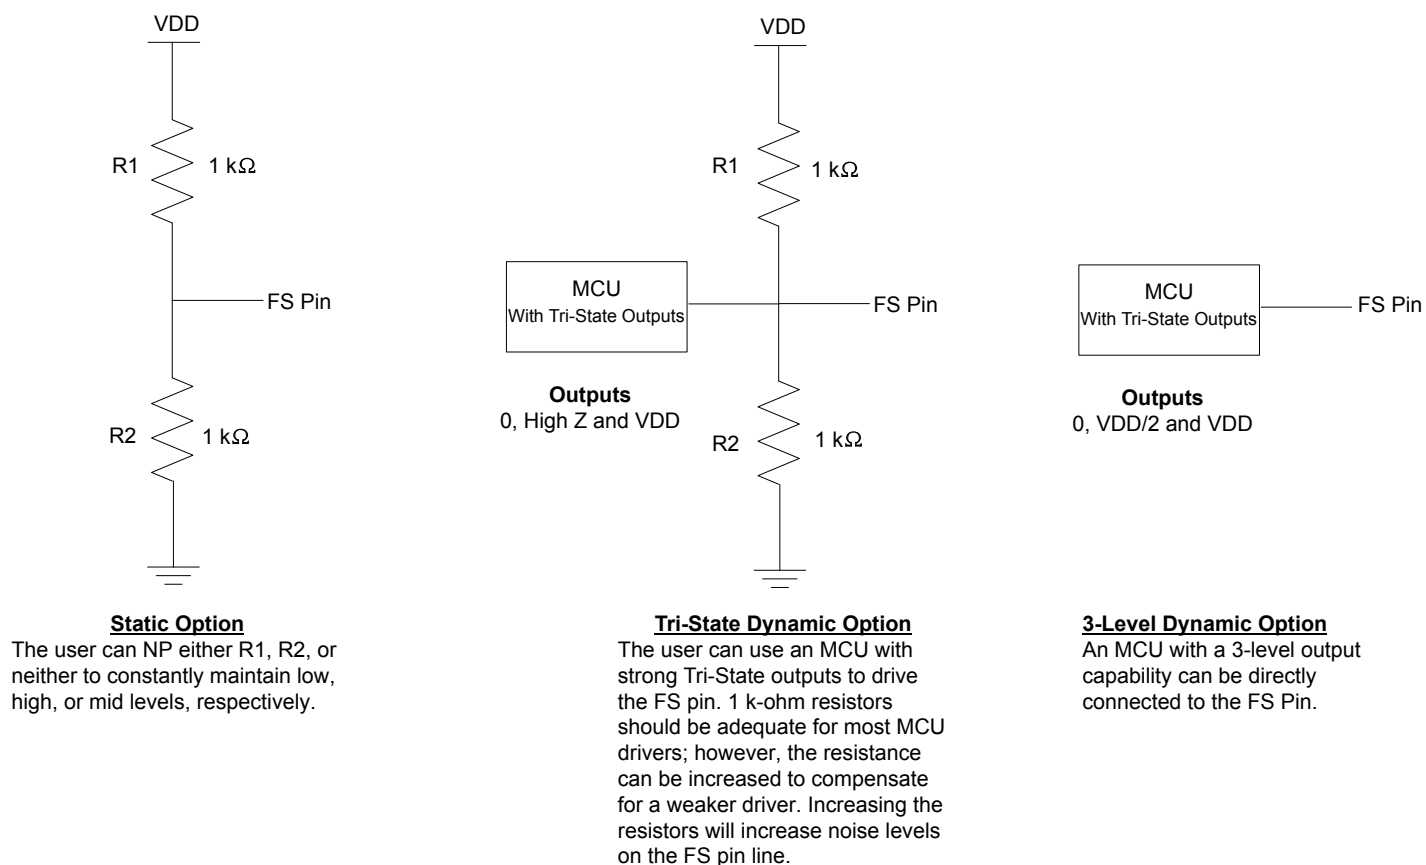 VDD
R1
1 kΩ
FS Pin
R2
1 kΩ
Static Option
The user can NP either R1, R2, or
neither to constantly maintain low,
high, or mid levels, respectively.
VDD
R1
1 kΩ
MCU
With Tri-State Outputs
FS Pin
Outputs
0, High Z and VDD
R2
1 kΩ
Tri-State Dynamic Option
The user can use an MCU with
strong Tri-State outputs to drive
the FS pin. 1 k-ohm resistors
should be adequate for most MCU
drivers; however, the resistance
can be increased to compensate
for a weaker driver. Increasing the
resistors will increase noise levels
on the FS pin line.
MCU
With Tri-State Outputs
FS Pin
Outputs
0, VDD/2 and VDD
3-Level Dynamic Option
An MCU with a 3-level output
capability can be directly
connected to the FS Pin.